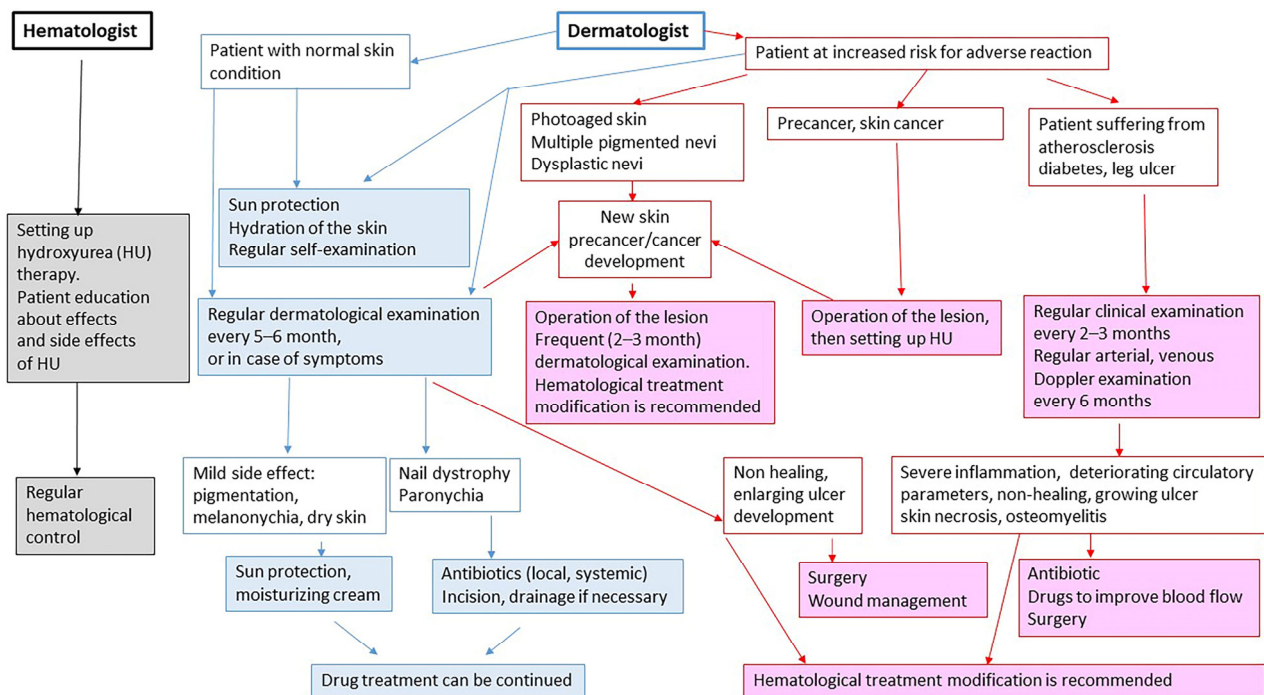 Hematologist
Dermatologist
Patient with normal skin
condition
Patient at increased risk for adverse reaction
Photoaged skin
Multiple pigmented nevi
Dysplastic nevi
Precancer, skin cancer
Patient suffering from
atherosclerosis
diabetes, leg ulcer
Sun protection
Hydration of the skin
Regular self-examination
New skin
precancer/cancer
development
Setting up
hydroxyurea (HU)
therapy.
Patient education
about effects
and side effects
of HU
Regular dermatological examination
every 5–6 month,
or in case of symptoms
Operation of the lesion
Frequent (2–3 month)
dermatological examination.
Hematological treatment
modification is recommended
Operation of the lesion,
then setting up HU
Regular clinical examination
every 2–3 months
Regular arterial, venous
Doppler examination
every 6 months
Regular
hematological
control
Mild side effect:
pigmentation,
melanonychia, dry skin
Nail dystrophy
Paronychia
Non healing,
enlarging ulcer
development
Severe inflammation, deteriorating circulatory
parameters, non-healing, growing ulcer
skin necrosis, osteomyelitis
Sun protection,
moisturizing cream
Antibiotics (local, systemic)
Incision, drainage if necessary
Surgery
Wound management
Antibiotic
Drugs to improve blood flow
Surgery
Drug treatment can be continued
Hematological treatment modification is recommended